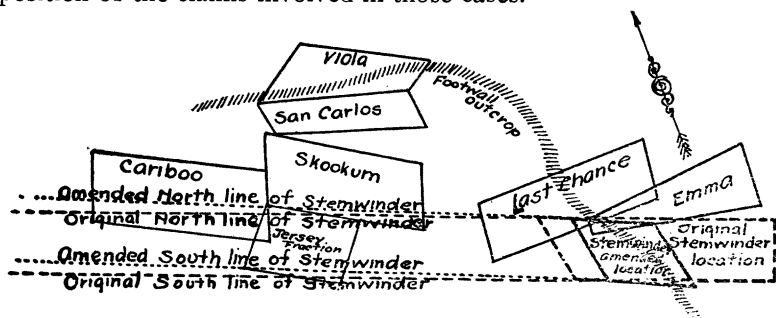 position of the claims involved in those cases.
Viola
San Carlos
Footwall
outcrop
Cariboo
Skookum
Last Chance
Emma
Amended North line of Stemwinder
Original North line of Stemwinder
Jersey
Fraction
Amended South line of Stemwinder
Original South line of Stemwinder
Stemwinder
amended
location
Original
Stemwinder
location